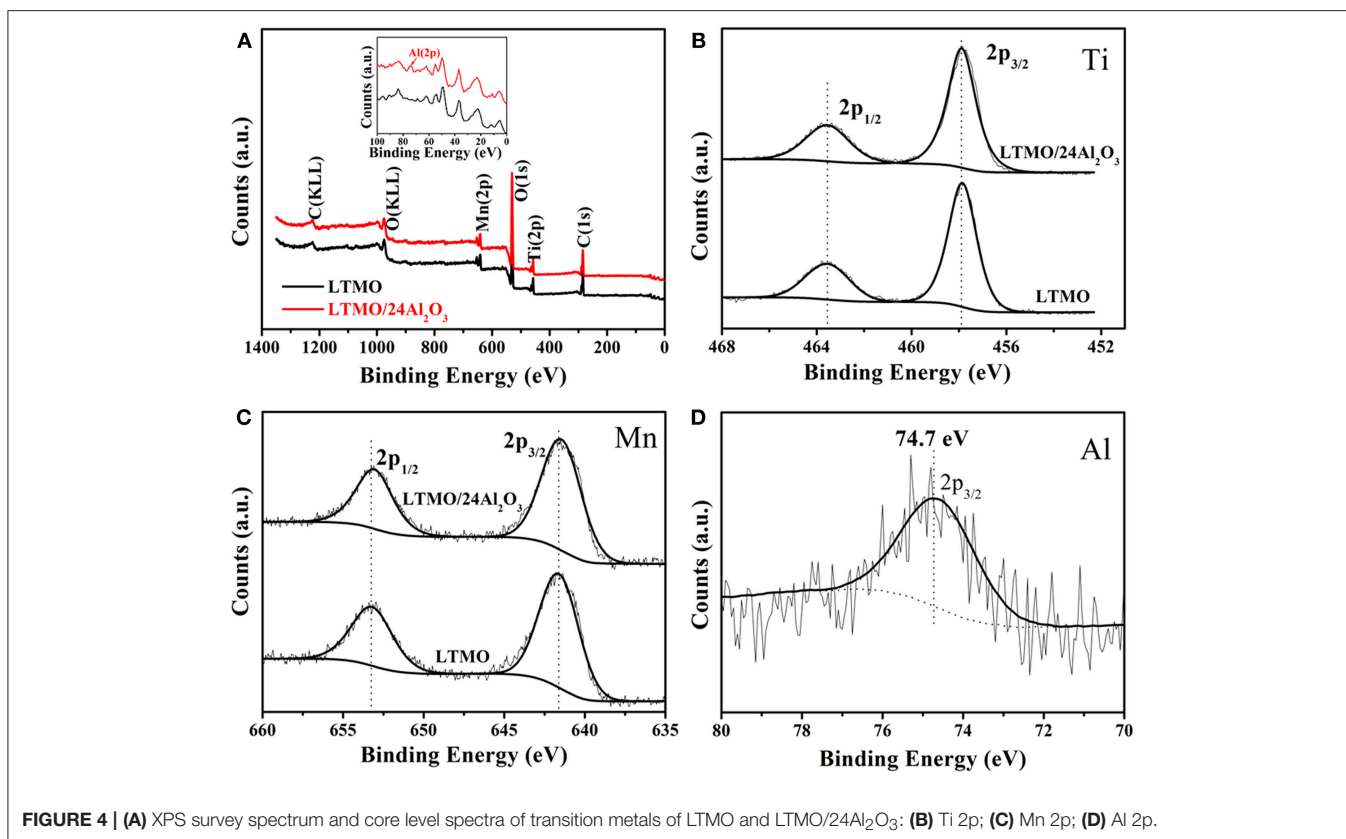 A
Counts (a.u.)
C(KLL)
O(KLL)
Mn(2p)
O(1s)
Ti(2p)
C(1s)
LTMO
LTMO/24Al₂O₃
1400 1200 1000 800 600 400 200 0
Binding Energy (eV)
Al(2p)
Counts (a.u.)
100 80 60 40 20 0
Binding Energy (eV)
B
Ti
Counts (a.u.)
2p₁/₂
2p₃/₂
LTMO/24Al₂O₃
LTMO
468 464 460 456 452
Binding Energy (eV)
C
Mn
Counts (a.u.)
2p₁/₂
2p₃/₂
LTMO/24Al₂O₃
LTMO
660 655 650 645 640 635
Binding Energy (eV)
D
Al
Counts (a.u.)
74.7 eV
2p₃/₂
80 78 76 74 72 70
Binding Energy (eV)
FIGURE 4 | (A) XPS survey spectrum and core level spectra of transition metals of LTMO and LTMO/24Al₂O₃: (B) Ti 2p; (C) Mn 2p; (D) Al 2p.